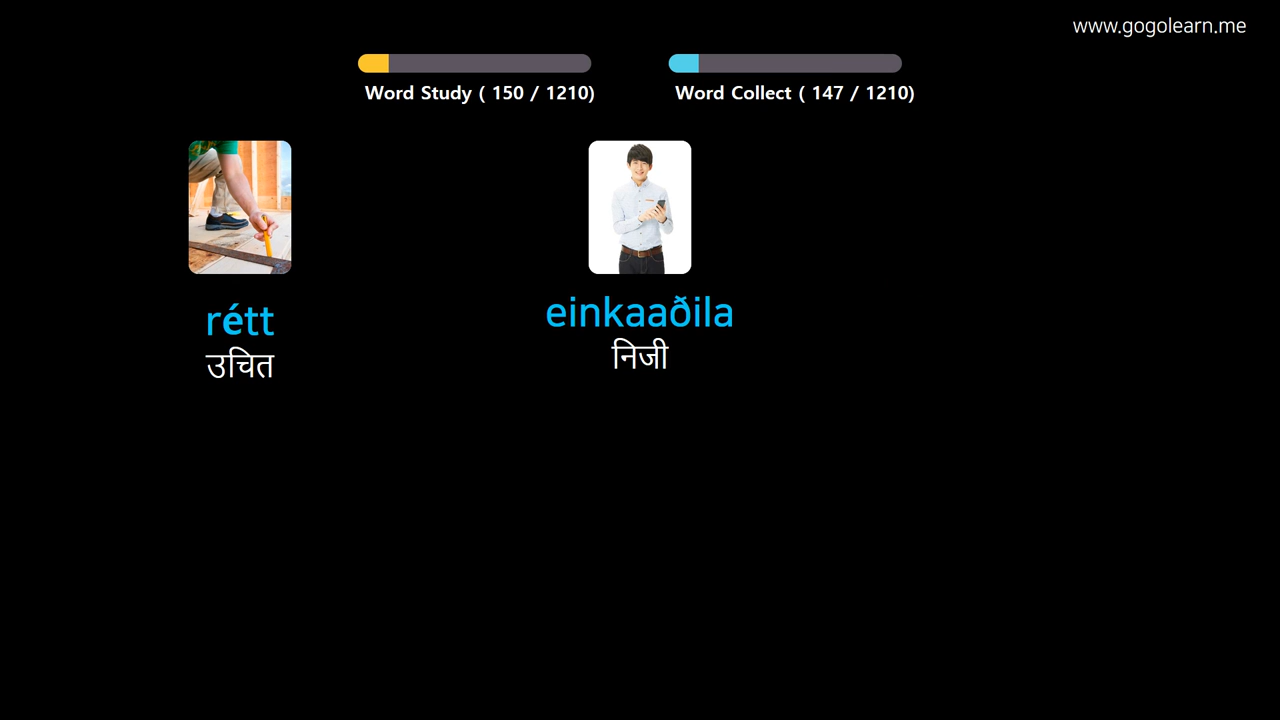 www.gogolearn.me
Word Study ( 150 / 1210)
Word Collect ( 147 / 1210)
rétt
उचित
einkaaðila
निजी